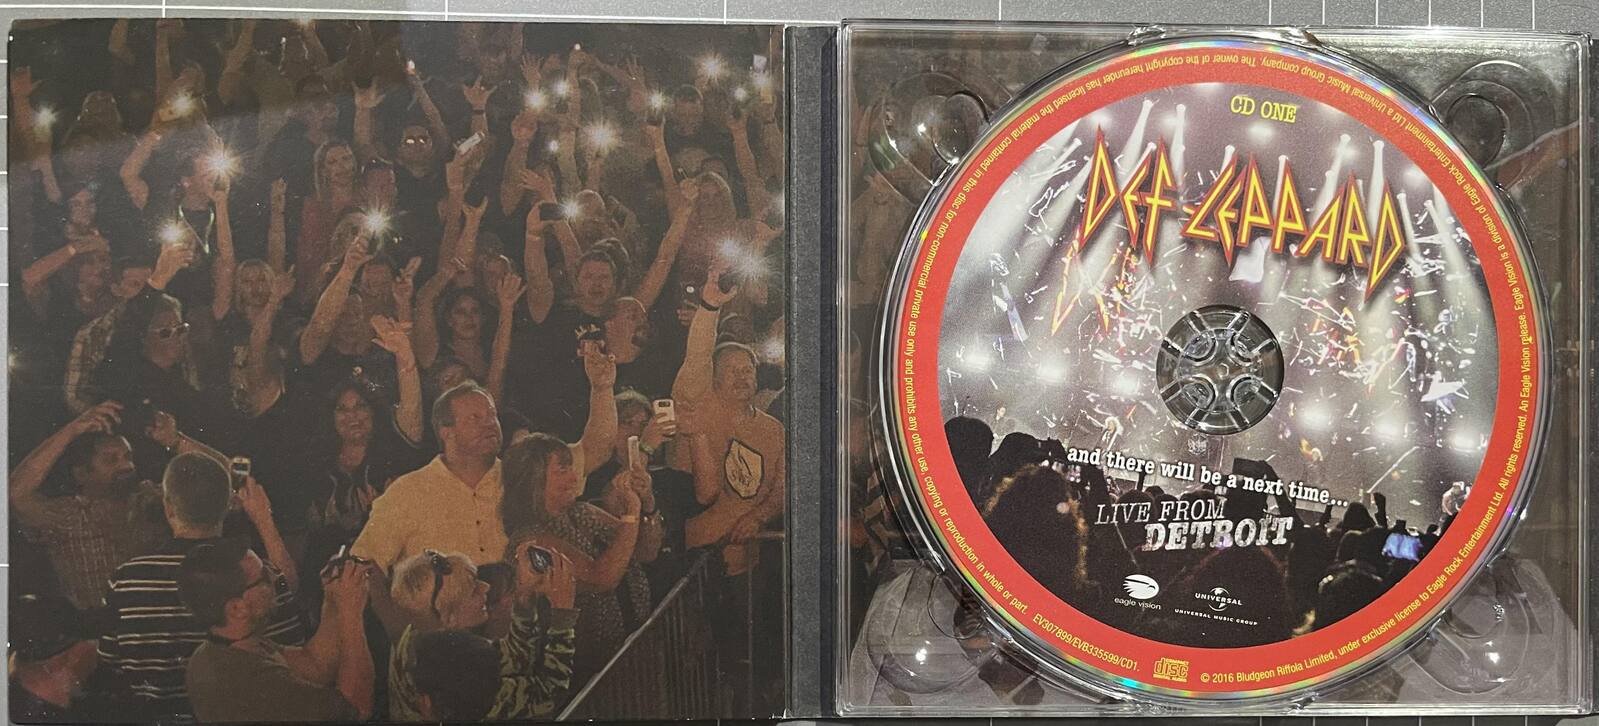 CD ONE
DEF LEPPARD
and there will be a next time...
LIVE FROM
DETROIT
eagle vision
UNIVERSAL
UNIVERSAL MUSIC GROUP
COMPACT
disc
DIGITAL AUDIO
© 2016 Bludgeon Riffola Limited, under exclusive license to Eagle Rock Entertainment Ltd. All rights reserved. An Eagle Vision release. Eagle Vision is a division of Eagle Rock Entertainment Ltd a Universal Music Group company. The owner of the copyright hereunder has licensed the material contained in this disc for non-commercial private use only and prohibits any other use, copying or reproduction in whole or part. EV307899/EVB335599/CD1.